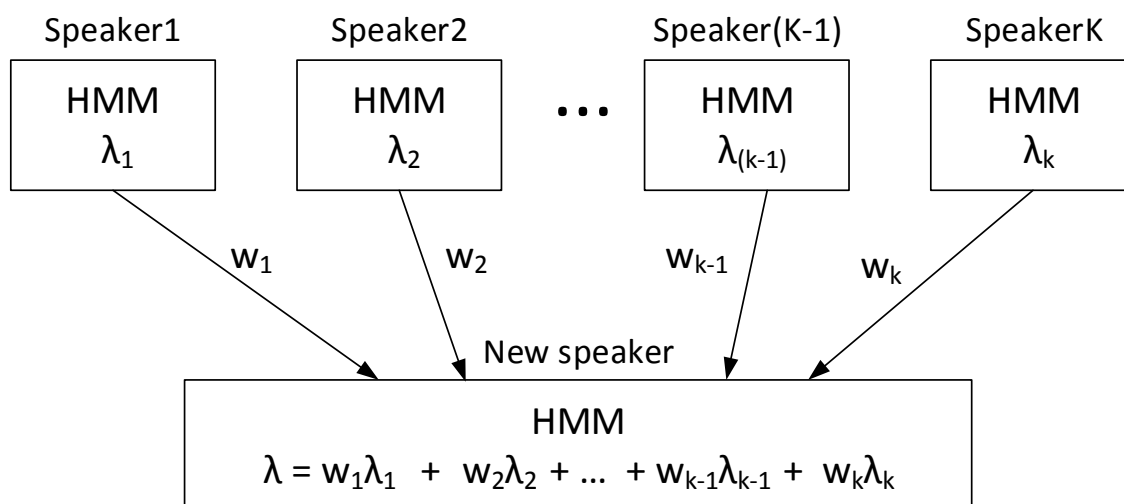 Speaker1 Speaker2 Speaker(K-1) SpeakerK
HMM HMM ... HMM HMM
λ₁ λ₂ λ₍ₖ₋₁₎ λₖ
w₁ w₂ wₖ₋₁ wₖ
New speaker
HMM
λ = w₁λ₁ + w₂λ₂ + ... + wₖ₋₁λₖ₋₁ + wₖλₖ